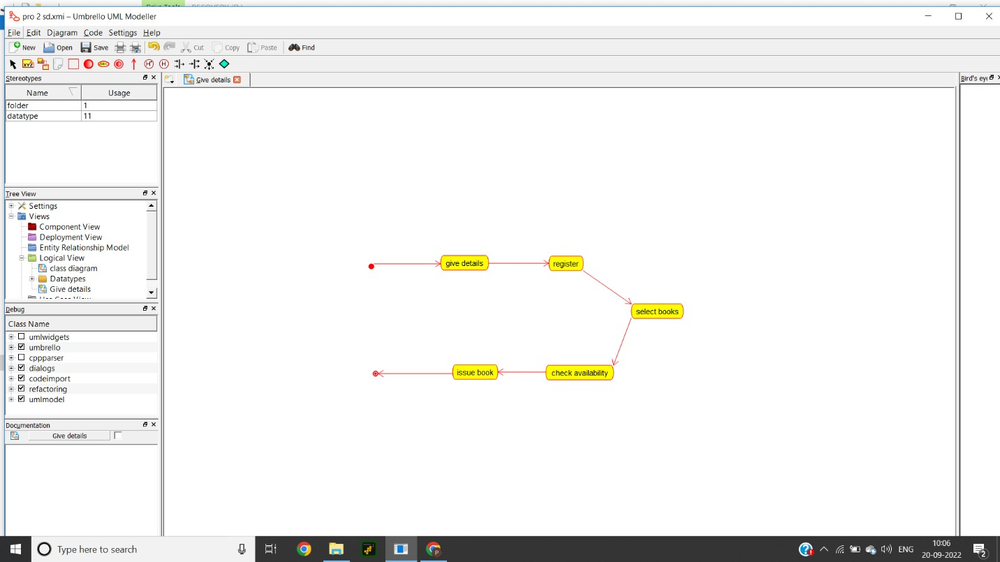 pro 2 sd.xmi – Umbrello UML Modeller
File Edit Diagram Code Settings Help
New Open Save Cut Copy Paste Find
Stereotypes
Name Usage
folder 1
datatype 11
Tree View
Settings
Views
Component View
Deployment View
Entity Relationship Model
Logical View
class diagram
Datatypes
Give details
Debug
Class Name
umlwidgets
umbrello
cppparser
dialogs
codeimport
refactoring
umlmodel
Documentation
Give details
Give details
give details
register
select books
check availability
issue book
Bird's eye
Type here to search
ENG
10:06
20-09-2022
2